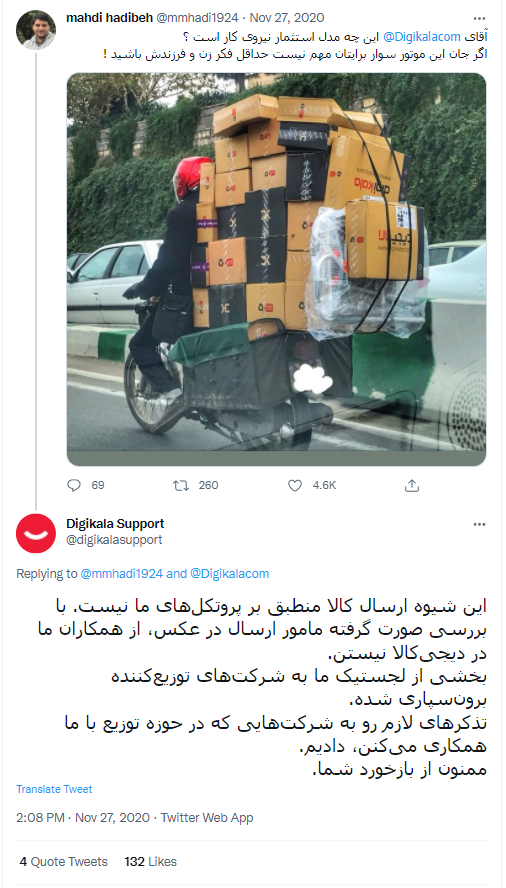 mahdi hadibeh @mmhadi1924 · Nov 27, 2020
آقای @Digikalacom این چه مدل استثمار نیروی کار است ؟
اگر جان این موتور سوار برایتان مهم نیست حداقل فکر زن و فرزندش باشید !
69 260 4.6K
Digikala Support
@digikalasupport
Replying to @mmhadi1924 and @Digikalacom
این شیوه ارسال کالا منطبق بر پروتکل‌های ما نیست. با
بررسی صورت گرفته مامور ارسال در عکس، از همکاران ما
در دیجی‌کالا نیستن.
بخشی از لجستیک ما به شرکت‌های توزیع‌کننده
برون‌سپاری شده.
تذکرهای لازم رو به شرکت‌هایی که در حوزه توزیع با ما
همکاری می‌کنن، دادیم.
ممنون از بازخورد شما.
Translate Tweet
2:08 PM · Nov 27, 2020 · Twitter Web App
4 Quote Tweets 132 Likes